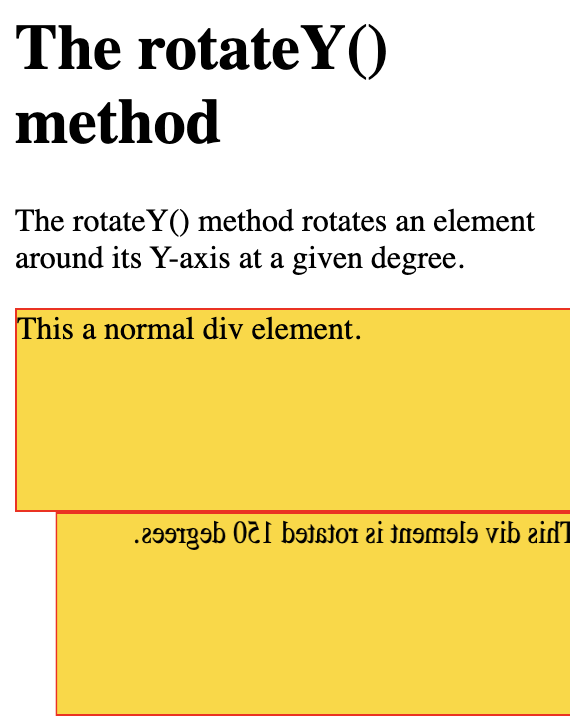 The rotateY()
method
The rotateY() method rotates an element
around its Y-axis at a given degree.
This a normal div element.
This div element is rotated 150 degrees.